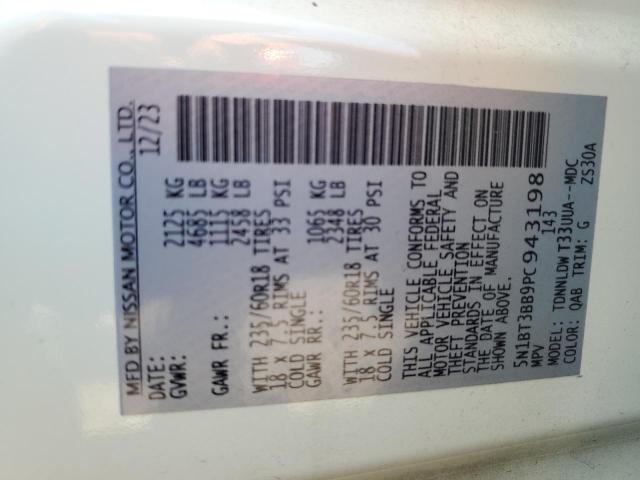 MFD BY NISSAN MOTOR CO., LTD.
DATE: 12/23
GVWR: 2125 KG
4685 LB
GAWR FR.: 1115 KG
2458 LB
WITH 235/60R18 TIRES
18 X 7.5 RIMS AT 33 PSI
COLD SINGLE
GAWR RR.: 1065 KG
2348 LB
WITH 235/60R18 TIRES
18 X 7.5 RIMS AT 30 PSI
COLD SINGLE
THIS VEHICLE CONFORMS TO
ALL APPLICABLE FEDERAL
MOTOR VEHICLE SAFETY AND
THEFT PREVENTION
STANDARDS IN EFFECT ON
THE DATE OF MANUFACTURE
SHOWN ABOVE.
5N1BT3BB9PC943198
MPV 143
MODEL: TDNNLDW T33UUA--MDC
COLOR: QAB TRIM: G ZS30A